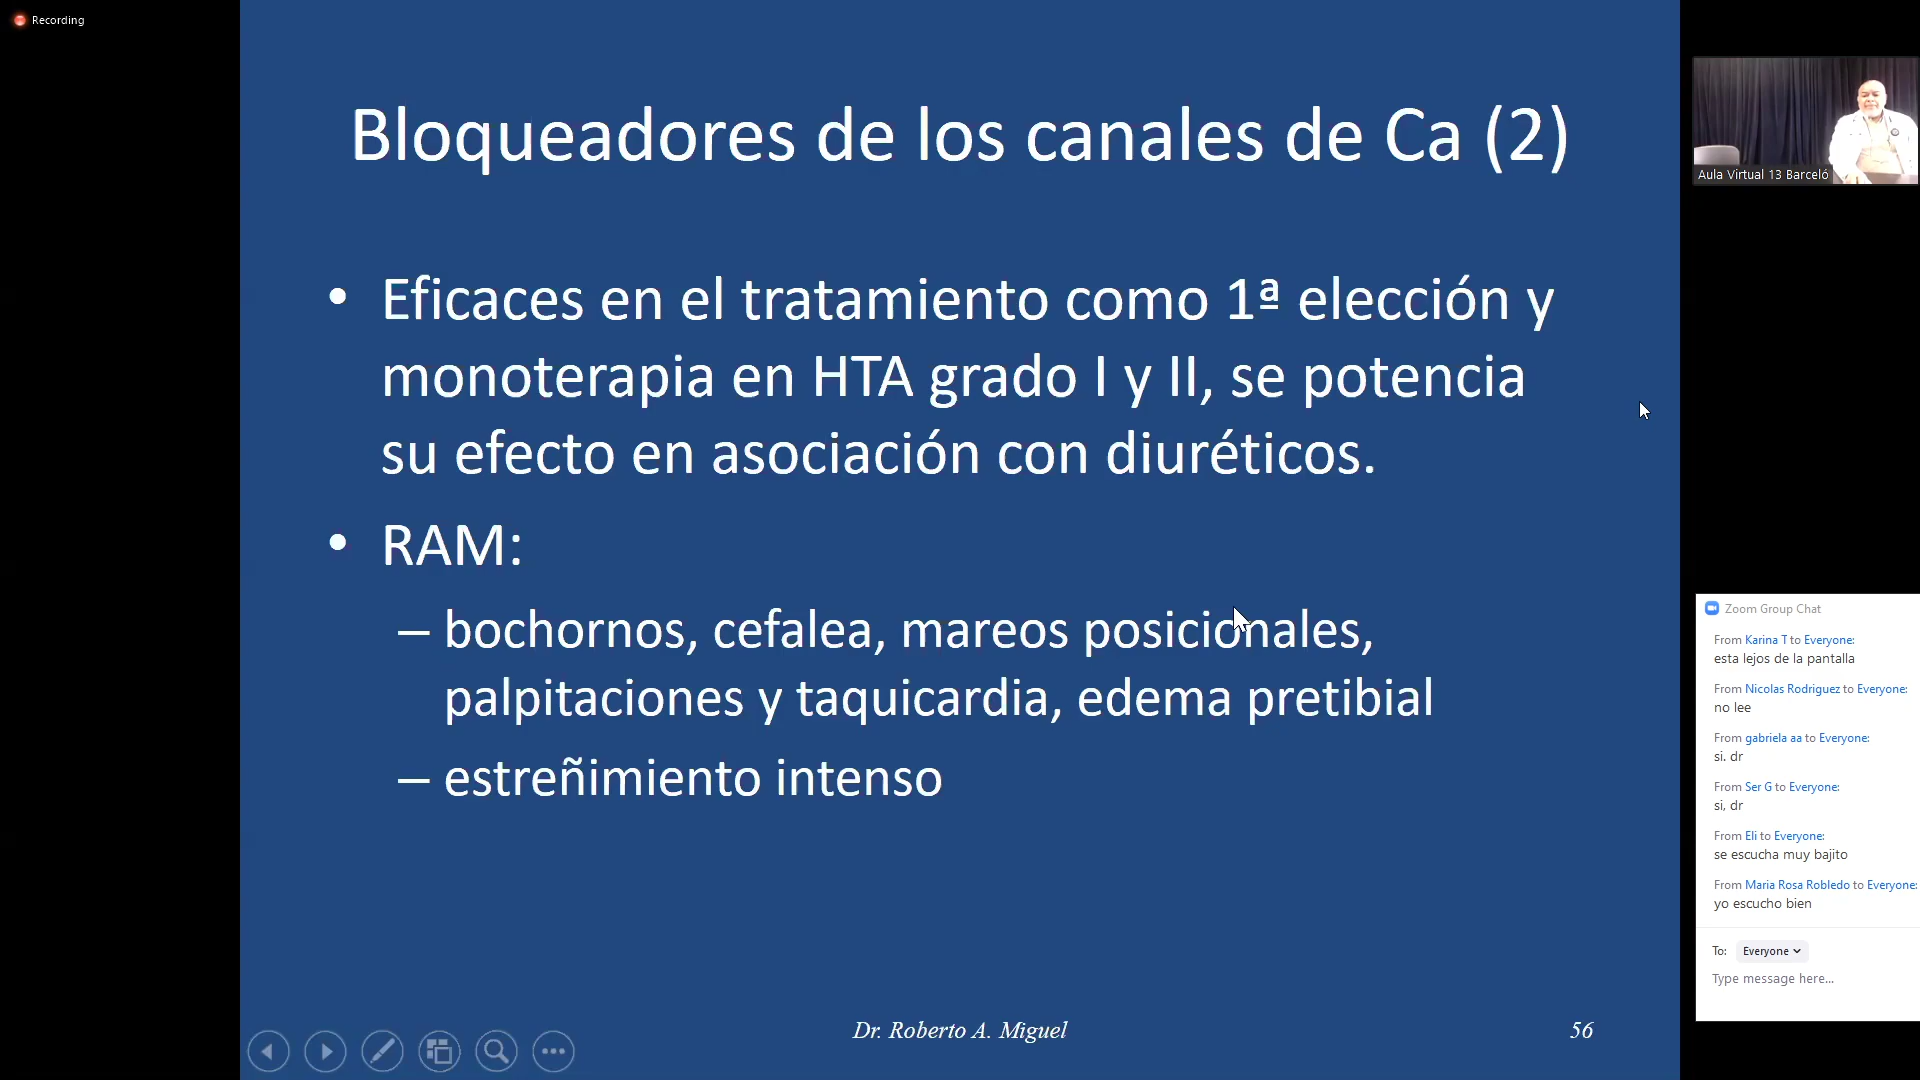 Recording
Bloqueadores de los canales de Ca (2)
• Eficaces en el tratamiento como 1ª elección y
monoterapia en HTA grado I y II, se potencia
su efecto en asociación con diuréticos.
• RAM:
– bochornos, cefalea, mareos posicionales,
palpitaciones y taquicardia, edema pretibial
– estreñimiento intenso
Dr. Roberto A. Miguel
56
Aula Virtual 13 Barceló
Zoom Group Chat
From Karina T to Everyone:
esta lejos de la pantalla
From Nicolas Rodriguez to Everyone:
no lee
From gabriela aa to Everyone:
si. dr
From Ser G to Everyone:
si, dr
From Eli to Everyone:
se escucha muy bajito
From Maria Rosa Robledo to Everyone:
yo escucho bien
To: Everyone
Type message here...